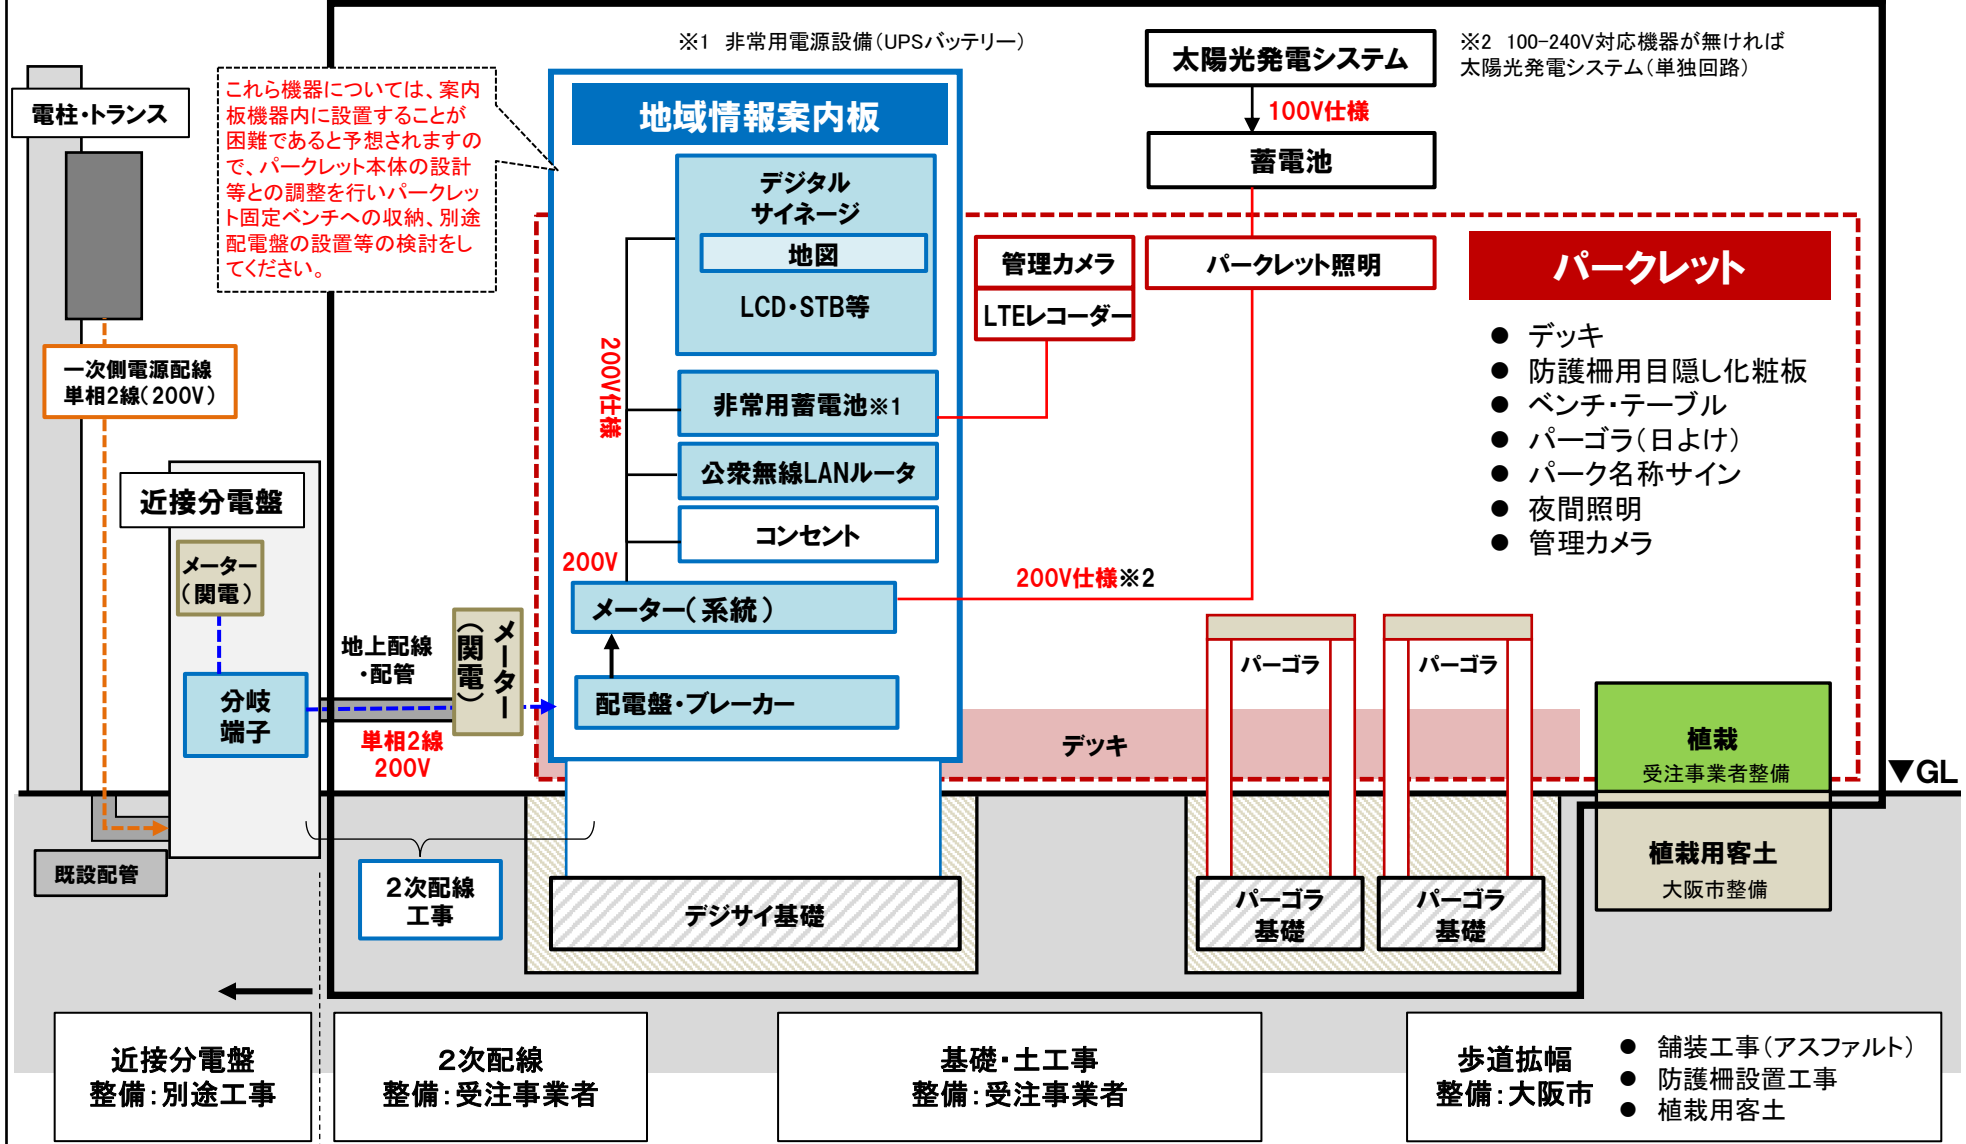 ※1 非常用電源設備(UPSバッテリー)
太陽光発電システム
※2 100-240V対応機器が無ければ
太陽光発電システム(単独回路)
電柱・トランス
これら機器については、案内
板機器内に設置することが
困難であると予想されますの
で、パークレット本体の設計
等との調整を行いパークレッ
ト固定ベンチへの収納、別途
配電盤の設置等の検討をし
てください。
地域情報案内板
100V仕様
蓄電池
デジタル
サイネージ
地図
LCD・STB等
管理カメラ
LTEレコーダー
パークレット照明
パークレット
● デッキ
● 防護柵用目隠し化粧板
● ベンチ・テーブル
● パーゴラ(日よけ)
● パーク名称サイン
● 夜間照明
● 管理カメラ
一次側電源配線
単相2線(200V)
200V仕様
非常用蓄電池※1
公衆無線LANルータ
コンセント
近接分電盤
メーター
(関電)
200V
200V仕様※2
メーター(系統)
地上配線
・配管
メーター
(関電)
パーゴラ
パーゴラ
分岐
端子
配電盤・ブレーカー
単相2線
200V
デッキ
植栽
受注事業者整備
▼GL
既設配管
2次配線
工事
デジサイ基礎
パーゴラ
基礎
パーゴラ
基礎
植栽用客土
大阪市整備
近接分電盤
整備:別途工事
2次配線
整備:受注事業者
基礎・土工事
整備:受注事業者
歩道拡幅
整備:大阪市
● 舗装工事(アスファルト)
● 防護柵設置工事
● 植栽用客土